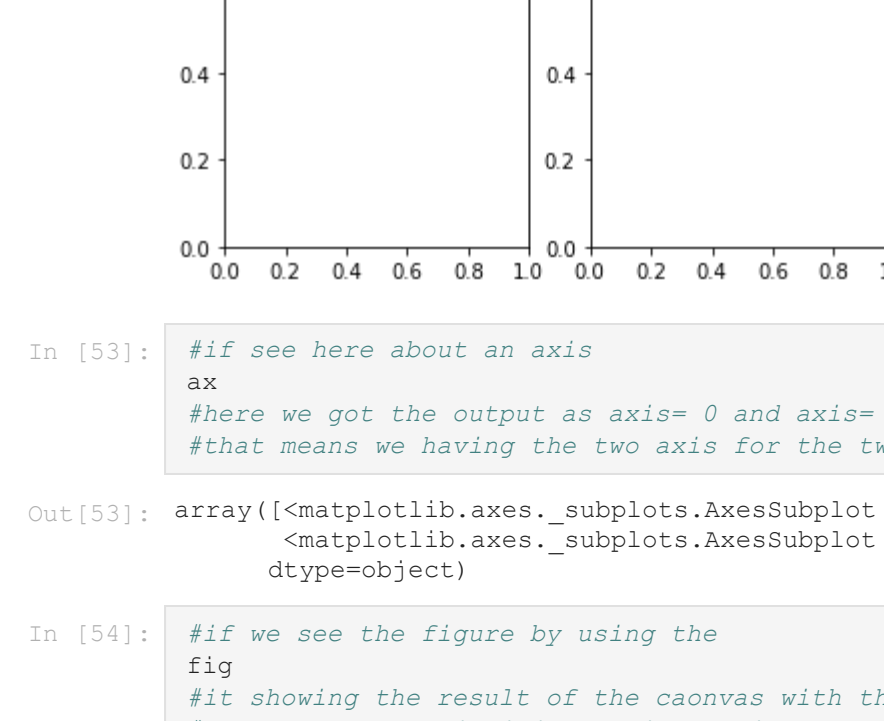 0.4 0.4
0.2 0.2
0.0 0.0
0.0 0.2 0.4 0.6 0.8 1.0 0.0 0.2 0.4 0.6 0.8
In [53]: #if see here about an axis
ax
#here we got the output as axis= 0 and axis=
#that means we having the two axis for the
Out[53]: array([<matplotlib.axes._subplots.AxesSubplot
<matplotlib.axes._subplots.AxesSubplot
dtype=object)
In [54]: #if we see the figure by using the
fig
#it showing the result of the caonvas with